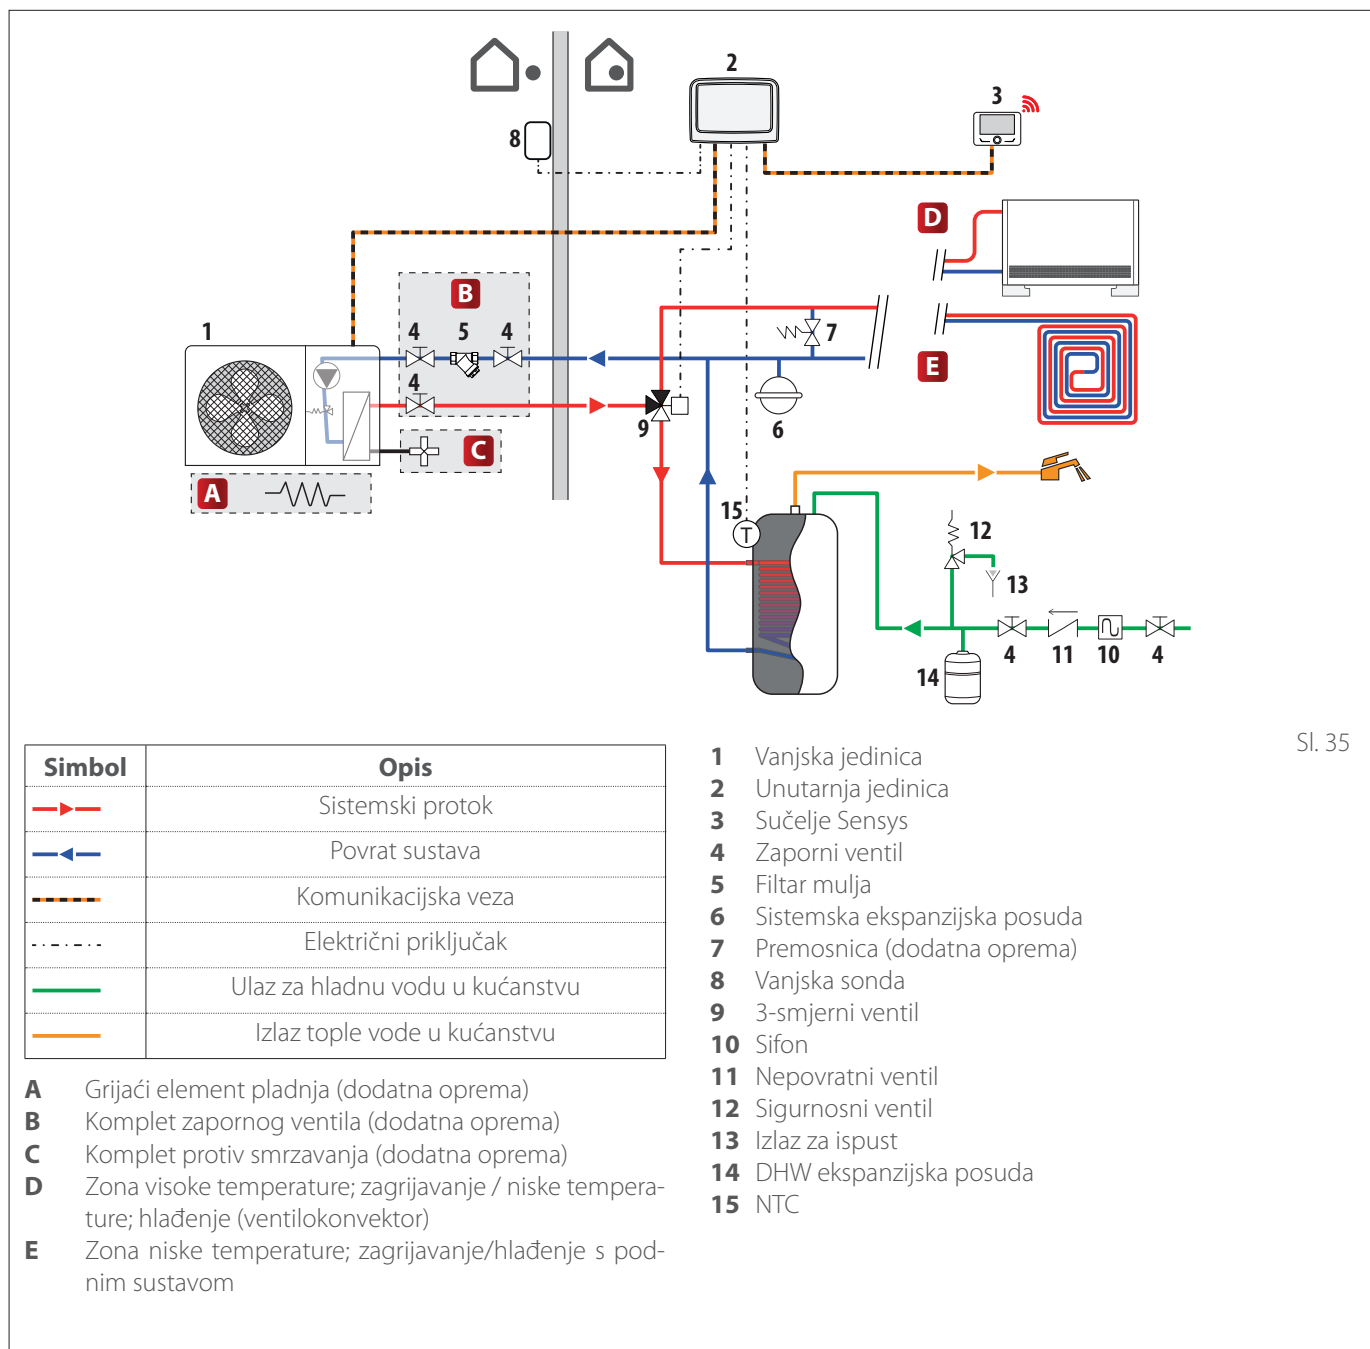 2
3
8
D
B
1
4
5
4
7
E
4
9
6
C
A
15
12
13
14
4
11
10
4
Sl. 35
Simbol Opis
Sistemski protok
Povrat sustava
Komunikacijska veza
Električni priključak
Ulaz za hladnu vodu u kućanstvu
Izlaz tople vode u kućanstvu
A Grijaći element pladnja (dodatna oprema)
B Komplet zapornog ventila (dodatna oprema)
C Komplet protiv smrzavanja (dodatna oprema)
D Zona visoke temperature; zagrijavanje / niske tempera-
ture; hlađenje (ventilokonvektor)
E Zona niske temperature; zagrijavanje/hlađenje s pod-
nim sustavom
1 Vanjska jedinica
2 Unutarnja jedinica
3 Sučelje Sensys
4 Zaporni ventil
5 Filtar mulja
6 Sistemska ekspanzijska posuda
7 Premosnica (dodatna oprema)
8 Vanjska sonda
9 3-smjerni ventil
10 Sifon
11 Nepovratni ventil
12 Sigurnosni ventil
13 Izlaz za ispust
14 DHW ekspanzijska posuda
15 NTC
T